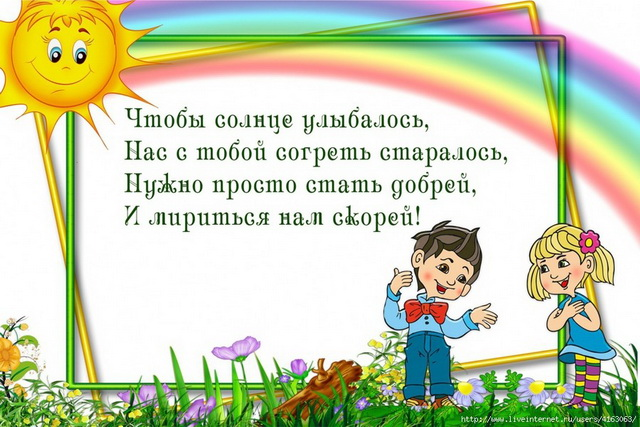 Чтобы солнце улыбалось,
Нас с тобой согреть старалось,
Нужно просто стать добрей,
И мириться нам скорей!
http://www.liveinternet.ru/users/4163063/